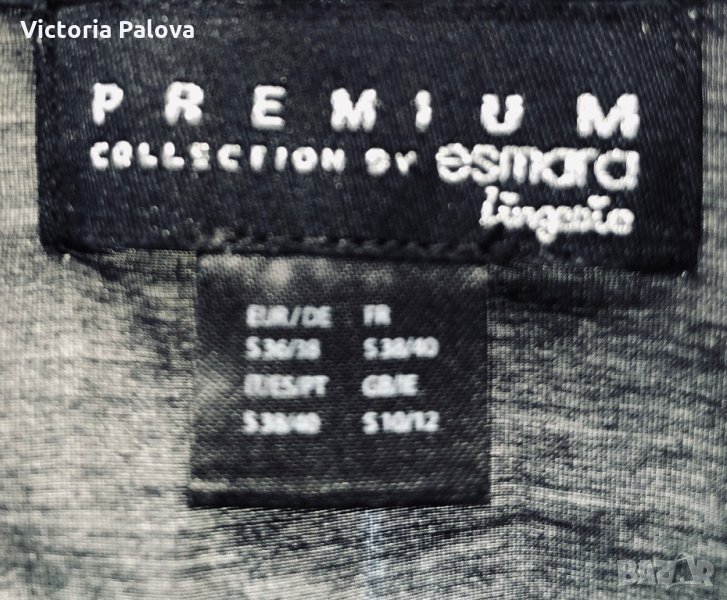 Victoria Palova
PREMIUM
COLLECTION BY esmara
lingerie
EUR/DE FR
S 36/38 S 38/40
IT/ES/PT GB/IE
S 38/40 S 10/12
BAZAR